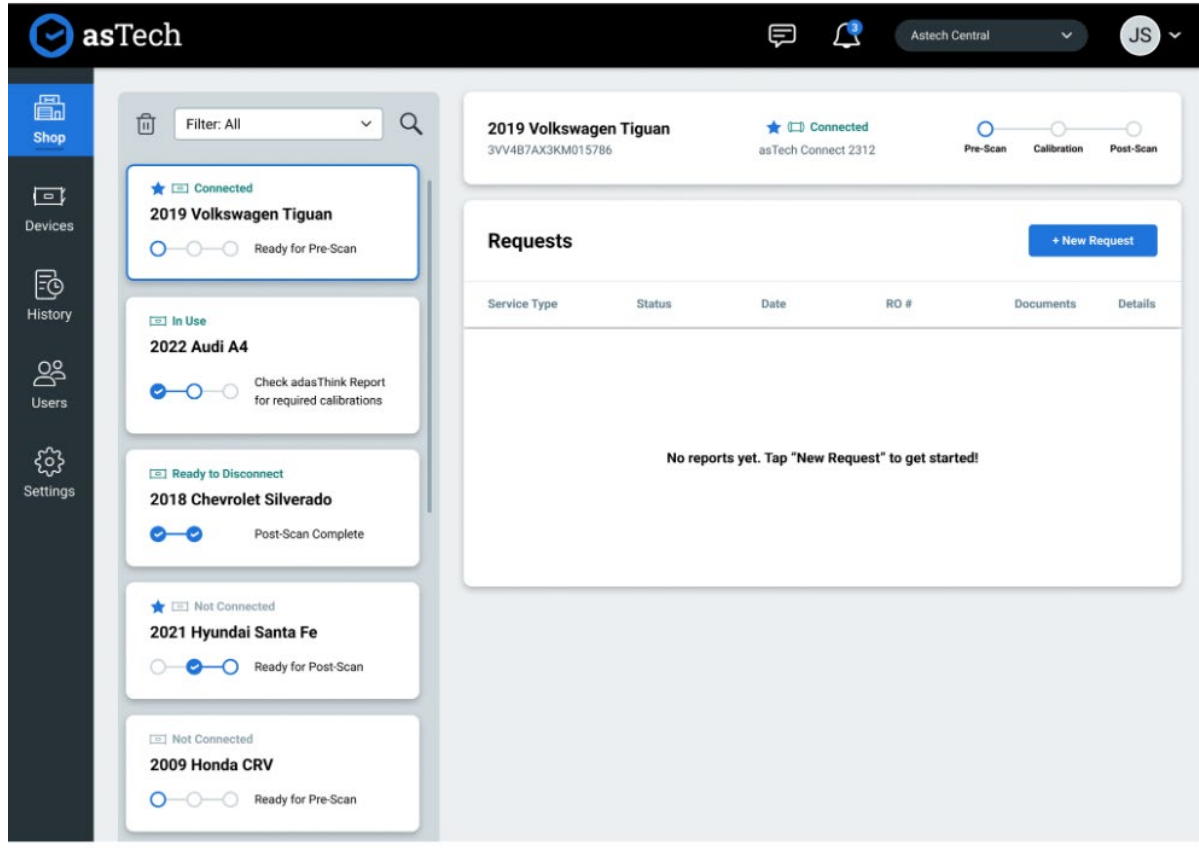 asTech
3
Astech Central
JS
Shop
Devices
History
Users
Settings
Filter: All
Connected
2019 Volkswagen Tiguan
Ready for Pre-Scan
In Use
2022 Audi A4
Check adasThink Report
for required calibrations
Ready to Disconnect
2018 Chevrolet Silverado
Post-Scan Complete
Not Connected
2021 Hyundai Santa Fe
Ready for Post-Scan
Not Connected
2009 Honda CRV
Ready for Pre-Scan
2019 Volkswagen Tiguan
3VV4B7AX3KM015786
Connected
asTech Connect 2312
Pre-Scan Calibration Post-Scan
Requests
+ New Request
Service Type Status Date RO # Documents Details
No reports yet. Tap “New Request” to get started!